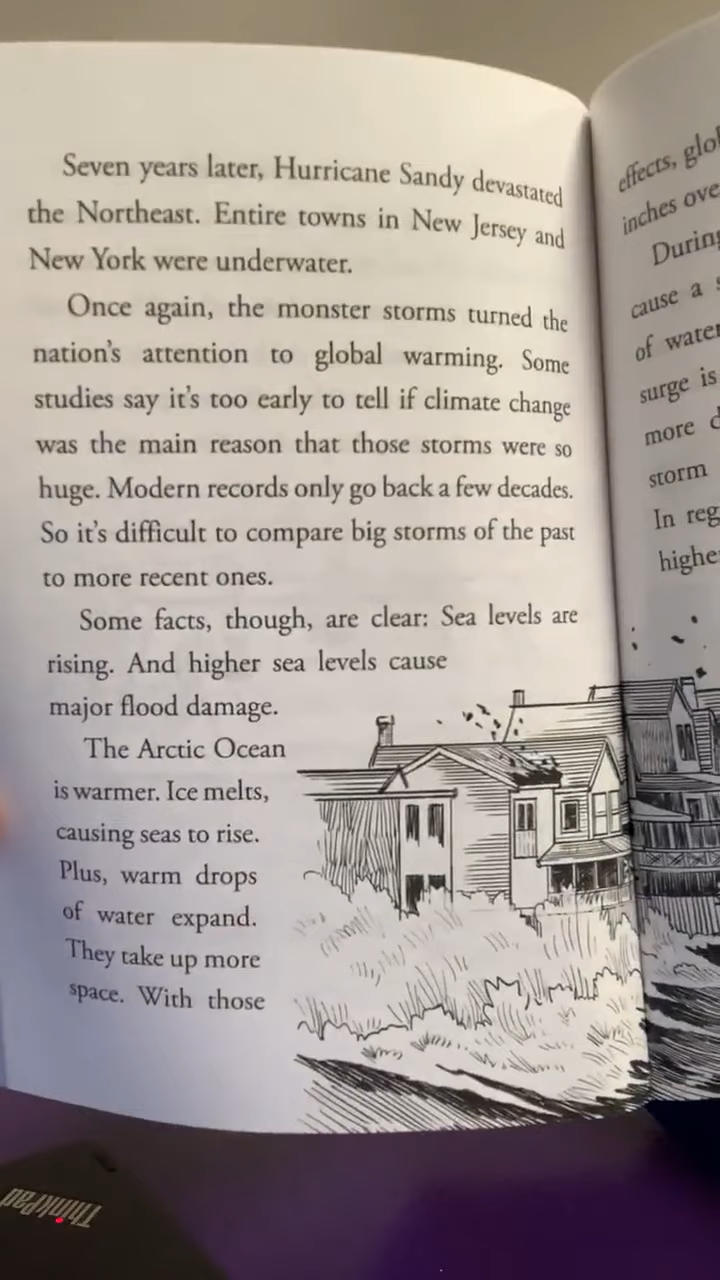 Seven years later, Hurricane Sandy devastated
the Northeast. Entire towns in New Jersey and
New York were underwater.
Once again, the monster storms turned the
nation's attention to global warming. Some
studies say it's too early to tell if climate change
was the main reason that those storms were so
huge. Modern records only go back a few decades.
So it's difficult to compare big storms of the past
to more recent ones.
Some facts, though, are clear: Sea levels are
rising. And higher sea levels cause
major flood damage.
The Arctic Ocean
is warmer. Ice melts,
causing seas to rise.
Plus, warm drops
of water expand.
They take up more
space. With those
effects,
inches
cause a
of water
surge is
more
storm
In
ThinkPad